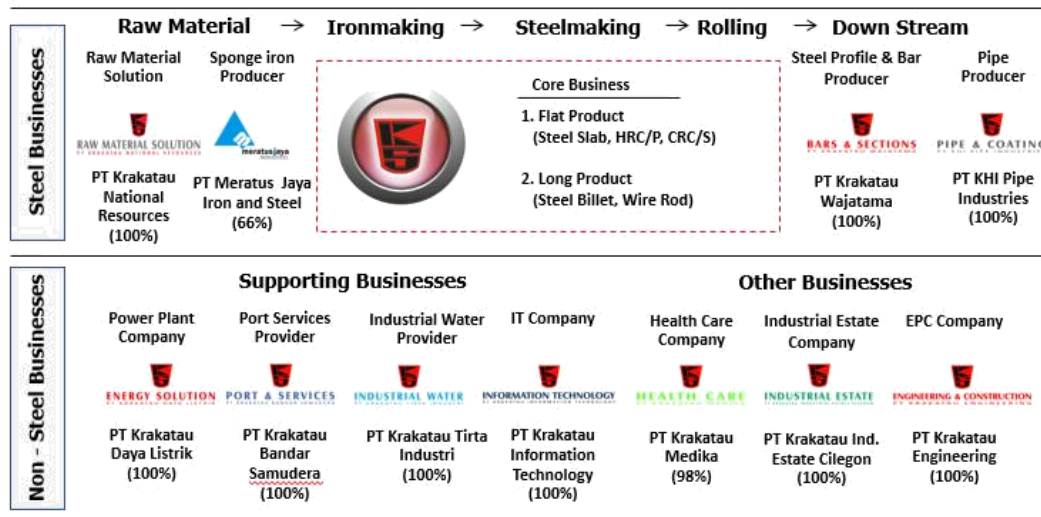 Raw Material → Ironmaking → Steelmaking → Rolling → Down Stream
Steel Businesses
Raw Material
Solution
RAW MATERIAL SOLUTION
PT KRAKATAU NATIONAL RESOURCES
PT Krakatau
National
Resources
(100%)
Sponge iron
Producer
meratusjaya
PT Meratus Jaya
Iron and Steel
(66%)
KS
Core Business
1. Flat Product
(Steel Slab, HRC/P, CRC/S)
2. Long Product
(Steel Billet, Wire Rod)
Steel Profile & Bar
Producer
BARS & SECTIONS
PT Krakatau
Wajatama
(100%)
Pipe
Producer
PIPE & COATING
PT KHI Pipe
Industries
(100%)
Non - Steel Businesses
Supporting Businesses
Power Plant
Company
ENERGY SOLUTION
PT Krakatau
Daya Listrik
(100%)
Port Services
Provider
PORT & SERVICES
PT Krakatau
Bandar
Samudera
(100%)
Industrial Water
Provider
INDUSTRIAL WATER
PT Krakatau Tirta
Industri
(100%)
IT Company
INFORMATION TECHNOLOGY
PT Krakatau
Information
Technology
(100%)
Other Businesses
Health Care
Company
HEALTH CARE
PT Krakatau
Medika
(98%)
Industrial Estate
Company
INDUSTRIAL ESTATE
PT Krakatau Ind.
Estate Cilegon
(100%)
EPC Company
ENGINEERING & CONSTRUCTION
PT Krakatau
Engineering
(100%)